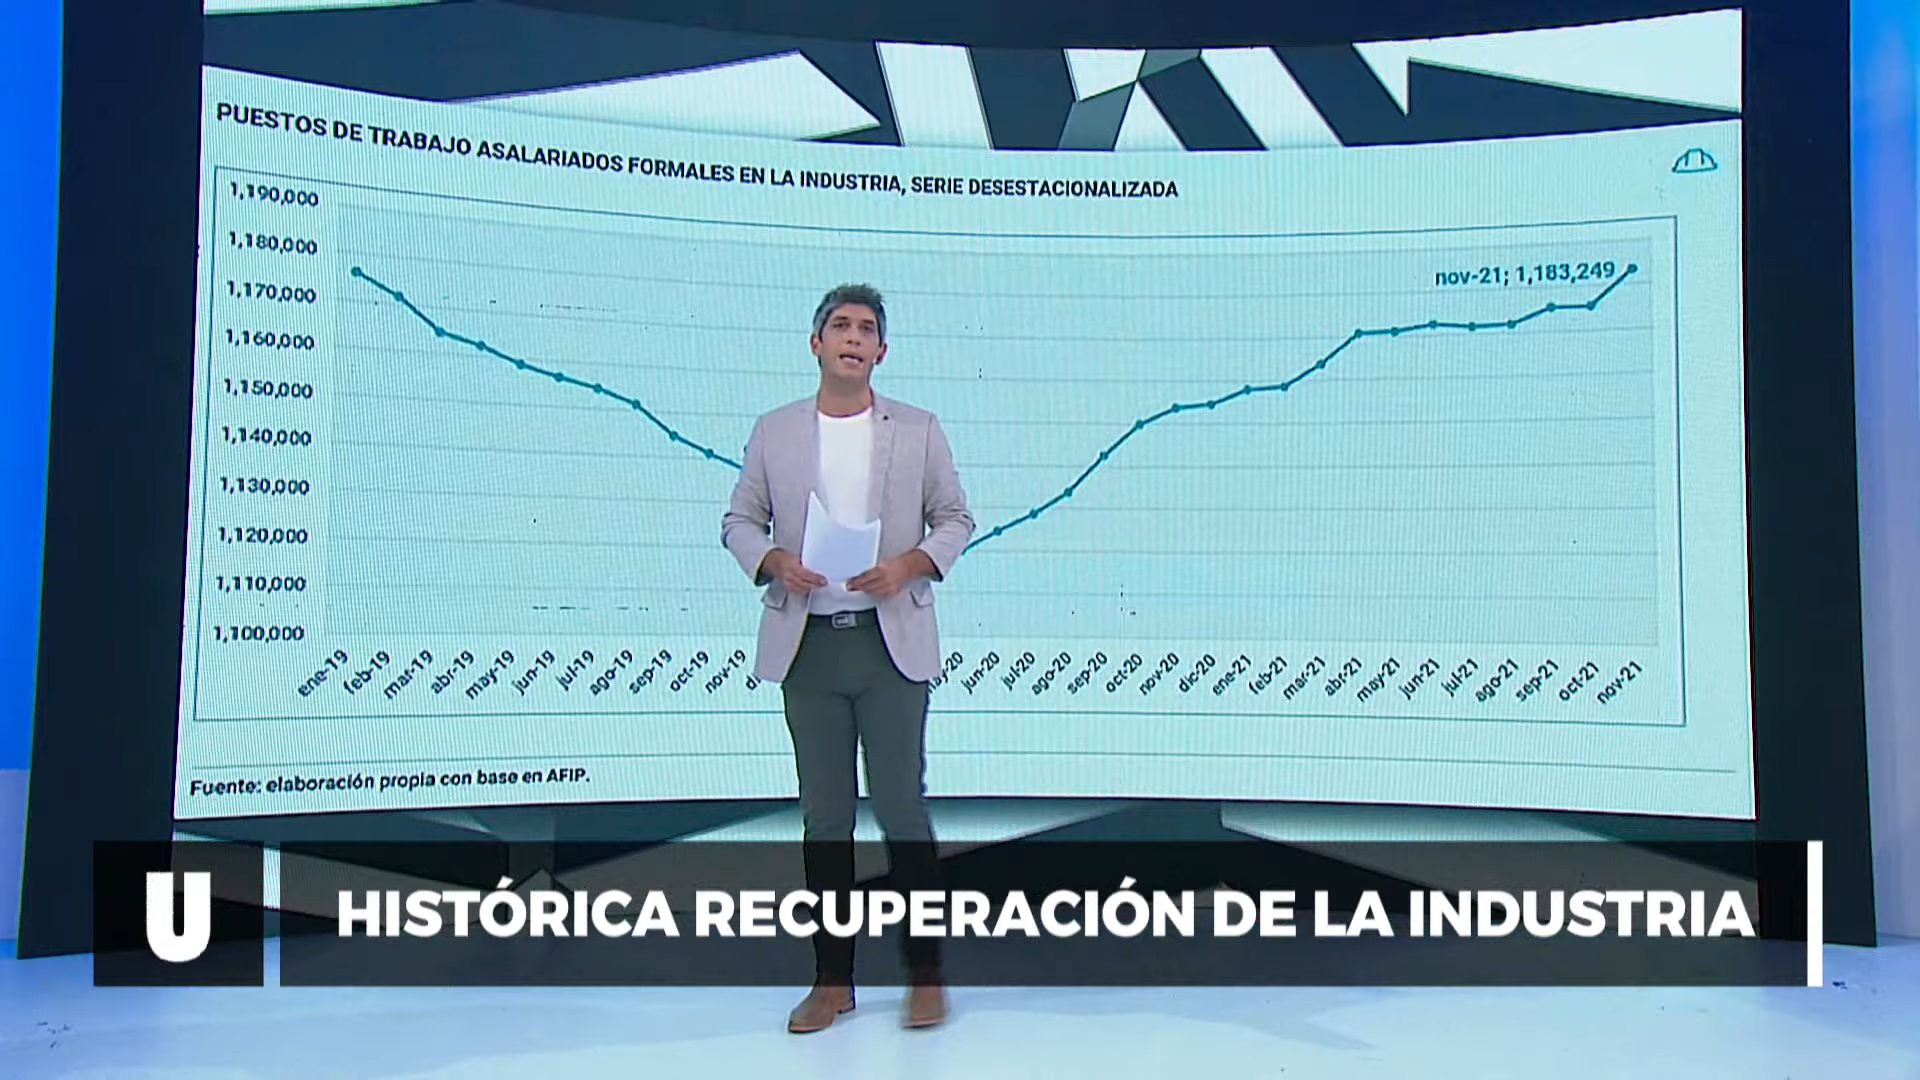 PUESTOS DE TRABAJO ASALARIADOS FORMALES EN LA INDUSTRIA, SERIE DESESTACIONALIZADA
1,190,000
1,180,000
1,170,000
1,160,000
1,150,000
1,140,000
1,130,000
1,120,000
1,110,000
1,100,000
nov-21; 1,183,249
ene-19
feb-19
mar-19
abr-19
may-19
jun-19
jul-19
ago-19
sep-19
oct-19
nov-19
jun-20
jul-20
ago-20
sep-20
oct-20
nov-20
dic-20
ene-21
feb-21
mar-21
abr-21
may-21
jun-21
jul-21
ago-21
sep-21
oct-21
nov-21
Fuente: elaboración propia con base en AFIP.
U
HISTÓRICA RECUPERACIÓN DE LA INDUSTRIA